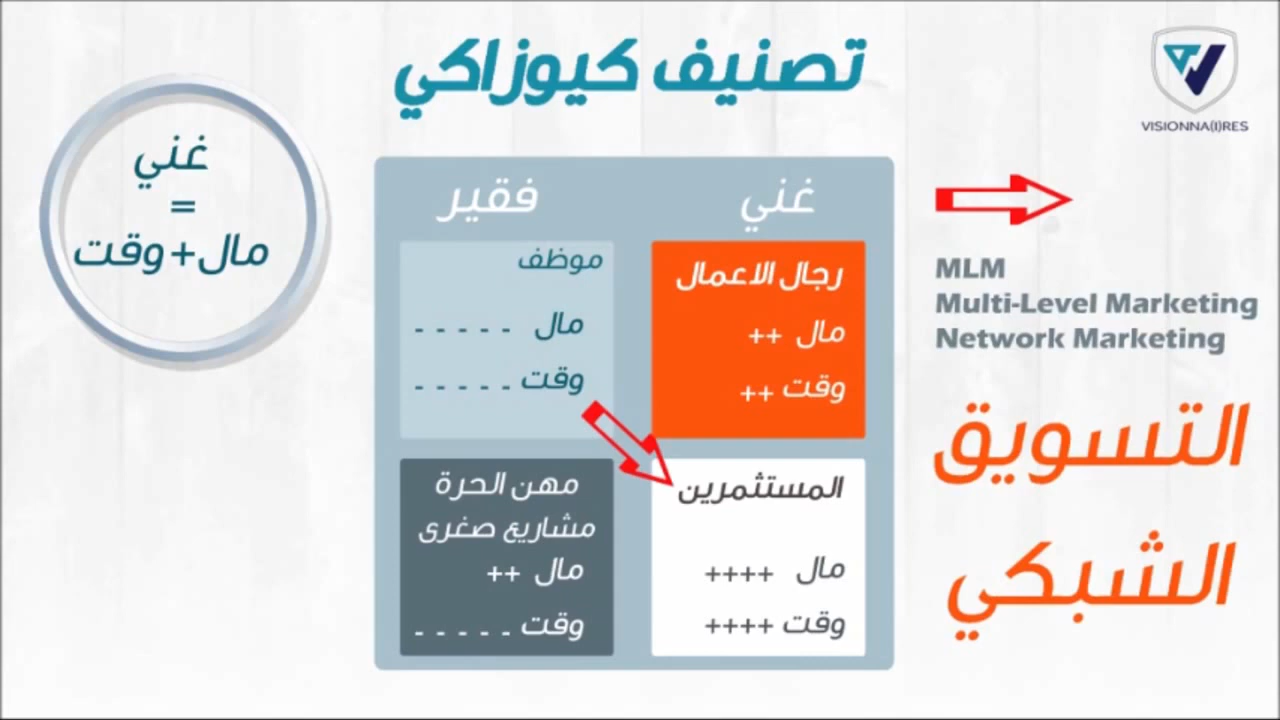 تصنيف كيوزاكي
VISIONNA(I)RES
غني
=
مال+وقت
غني
فقير
رجال الاعمال
مال ++
وقت ++
موظف
مال - - - - -
وقت - - - - -
المستثمرين
مال ++++
وقت ++++
مهن الحرة
مشاريع صغرى
مال ++
وقت - - - - -
MLM
Multi-Level Marketing
Network Marketing
التسويق
الشبكي